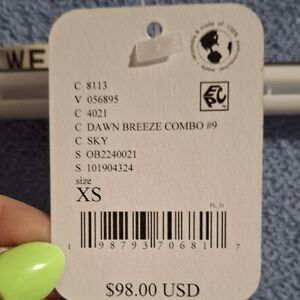 WE
C 8113
V 056895
C 4021
C DAWN BREEZE COMBO #9
C SKY
S OB2240021
S 101904324
size
XS
FL_31
1 98793 70681 7
$98.00 USD